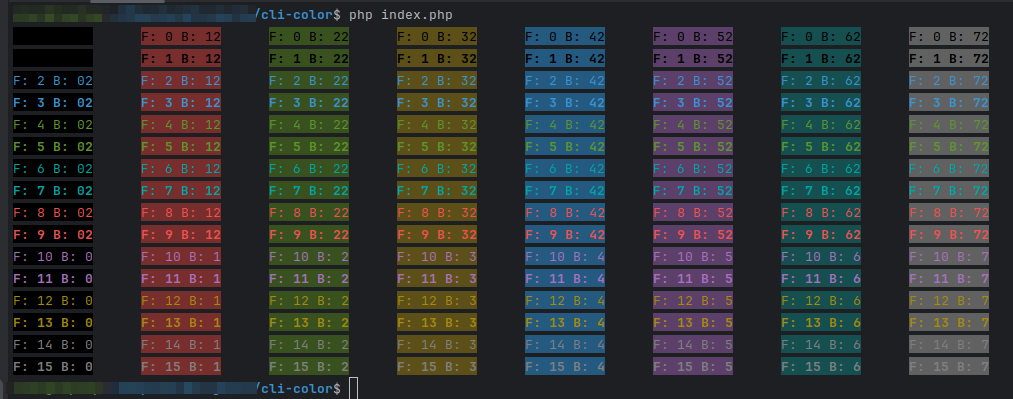 /cli-color$ php index.php
F: 0 B: 12 F: 0 B: 22 F: 0 B: 32 F: 0 B: 42 F: 0 B: 52 F: 0 B: 62 F: 0 B: 72
F: 1 B: 12 F: 1 B: 22 F: 1 B: 32 F: 1 B: 42 F: 1 B: 52 F: 1 B: 62 F: 1 B: 72
F: 2 B: 02 F: 2 B: 12 F: 2 B: 22 F: 2 B: 32 F: 2 B: 42 F: 2 B: 52 F: 2 B: 62 F: 2 B: 72
F: 3 B: 02 F: 3 B: 12 F: 3 B: 22 F: 3 B: 32 F: 3 B: 42 F: 3 B: 52 F: 3 B: 62 F: 3 B: 72
F: 4 B: 02 F: 4 B: 12 F: 4 B: 22 F: 4 B: 32 F: 4 B: 42 F: 4 B: 52 F: 4 B: 62 F: 4 B: 72
F: 5 B: 02 F: 5 B: 12 F: 5 B: 22 F: 5 B: 32 F: 5 B: 42 F: 5 B: 52 F: 5 B: 62 F: 5 B: 72
F: 6 B: 02 F: 6 B: 12 F: 6 B: 22 F: 6 B: 32 F: 6 B: 42 F: 6 B: 52 F: 6 B: 62 F: 6 B: 72
F: 7 B: 02 F: 7 B: 12 F: 7 B: 22 F: 7 B: 32 F: 7 B: 42 F: 7 B: 52 F: 7 B: 62 F: 7 B: 72
F: 8 B: 02 F: 8 B: 12 F: 8 B: 22 F: 8 B: 32 F: 8 B: 42 F: 8 B: 52 F: 8 B: 62 F: 8 B: 72
F: 9 B: 02 F: 9 B: 12 F: 9 B: 22 F: 9 B: 32 F: 9 B: 42 F: 9 B: 52 F: 9 B: 62 F: 9 B: 72
F: 10 B: 0 F: 10 B: 1 F: 10 B: 2 F: 10 B: 3 F: 10 B: 4 F: 10 B: 5 F: 10 B: 6 F: 10 B: 7
F: 11 B: 0 F: 11 B: 1 F: 11 B: 2 F: 11 B: 3 F: 11 B: 4 F: 11 B: 5 F: 11 B: 6 F: 11 B: 7
F: 12 B: 0 F: 12 B: 1 F: 12 B: 2 F: 12 B: 3 F: 12 B: 4 F: 12 B: 5 F: 12 B: 6 F: 12 B: 7
F: 13 B: 0 F: 13 B: 1 F: 13 B: 2 F: 13 B: 3 F: 13 B: 4 F: 13 B: 5 F: 13 B: 6 F: 13 B: 7
F: 14 B: 0 F: 14 B: 1 F: 14 B: 2 F: 14 B: 3 F: 14 B: 4 F: 14 B: 5 F: 14 B: 6 F: 14 B: 7
F: 15 B: 0 F: 15 B: 1 F: 15 B: 2 F: 15 B: 3 F: 15 B: 4 F: 15 B: 5 F: 15 B: 6 F: 15 B: 7
/cli-color$